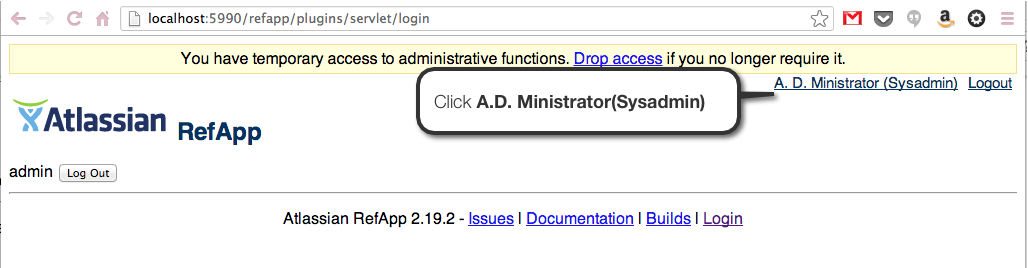 localhost:5990/refapp/plugins/servlet/login
You have temporary access to administrative functions. Drop access if you no longer require it.
A. D. Ministrator (Sysadmin) Logout
Click A.D. Ministrator(Sysadmin)
Atlassian RefApp
admin Log Out
Atlassian RefApp 2.19.2 - Issues | Documentation | Builds | Login